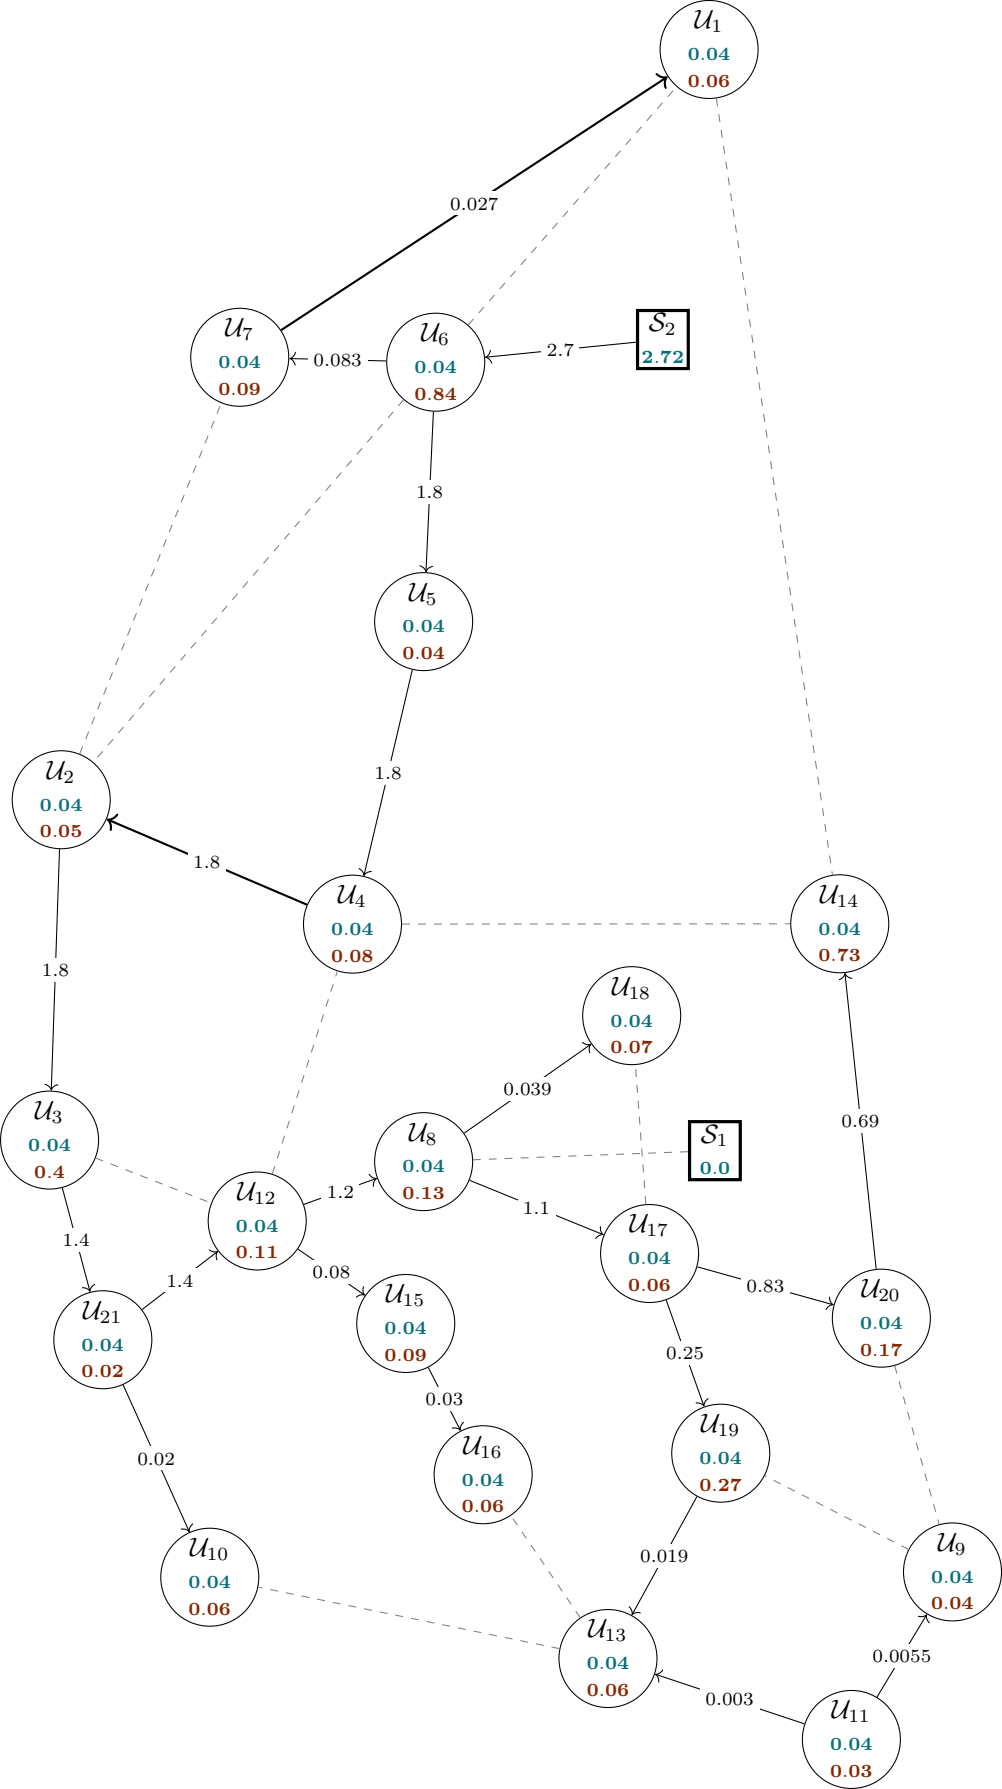 𝒰₁
0.04
0.06
0.027
𝒰₇
0.04
0.09
0.083
𝒰₆
0.04
0.84
2.7
𝒮₂
2.72
1.8
𝒰₅
0.04
0.04
1.8
𝒰₂
0.04
0.05
1.8
𝒰₄
0.04
0.08
𝒰₁₄
0.04
0.73
1.8
𝒰₁₈
0.04
0.07
0.039
0.69
𝒰₃
0.04
0.4
𝒰₈
0.04
0.13
𝒮₁
0.0
𝒰₁₂
0.04
0.11
1.2
1.1
𝒰₁₇
0.04
0.06
1.4
1.4
0.08
0.83
𝒰₂₁
0.04
0.02
𝒰₁₅
0.04
0.09
𝒰₂₀
0.04
0.17
0.25
0.03
0.02
𝒰₁₆
0.04
0.06
𝒰₁₉
0.04
0.27
𝒰₁₀
0.04
0.06
0.019
𝒰₉
0.04
0.04
𝒰₁₃
0.04
0.06
0.0055
0.003
𝒰₁₁
0.04
0.03